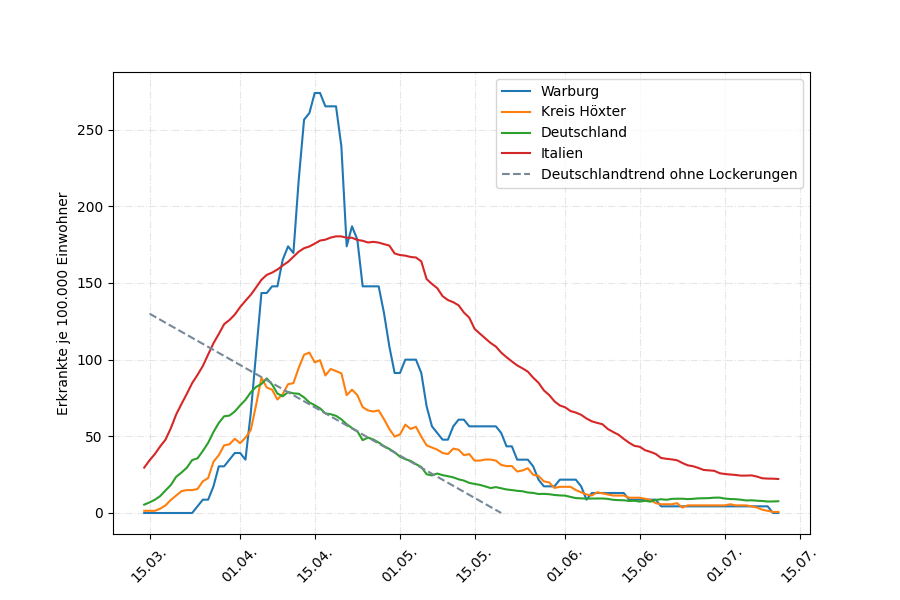 Erkrankte je 100.000 Einwohner
250
200
150
100
50
0
Warburg
Kreis Höxter
Deutschland
Italien
Deutschlandtrend ohne Lockerungen
15.03.
01.04.
15.04.
01.05.
15.05.
01.06.
15.06.
01.07.
15.07.